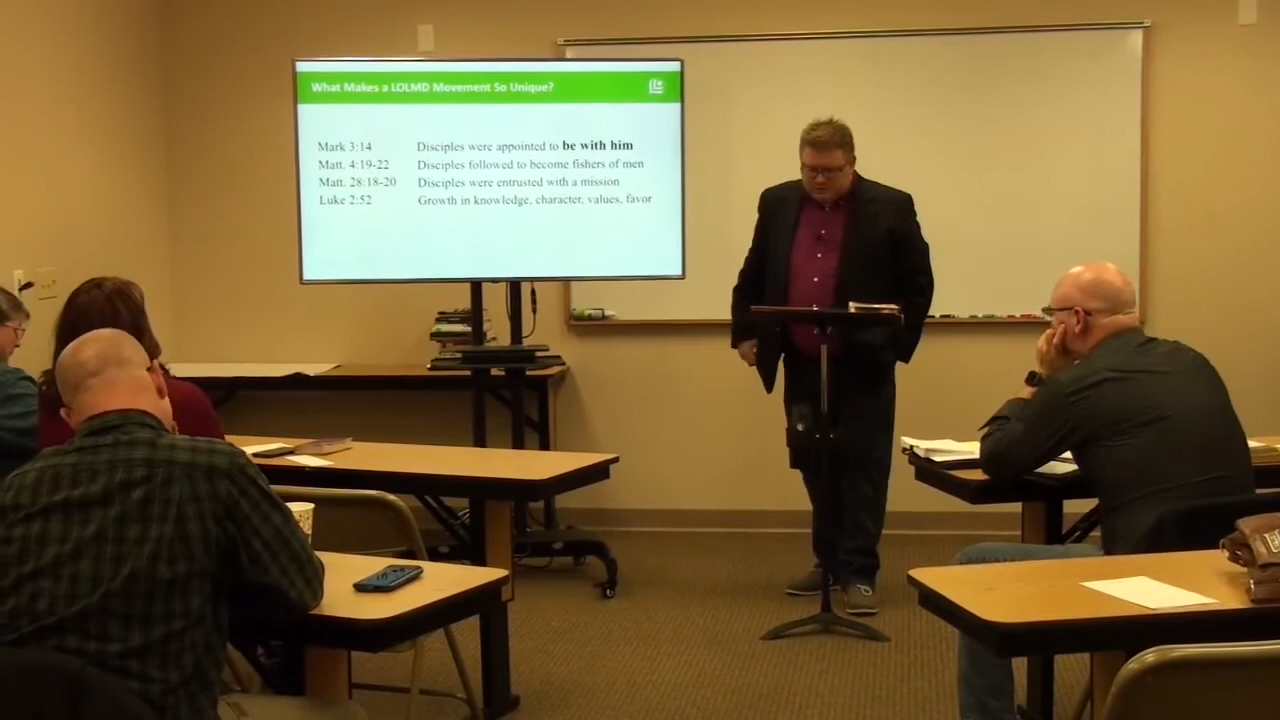 What Makes a LOLMD Movement So Unique?
Mark 3:14 Disciples were appointed to be with him
Matt. 4:19-22 Disciples followed to become fishers of men
Matt. 28:18-20 Disciples were entrusted with a mission
Luke 2:52 Growth in knowledge, character, values, favor